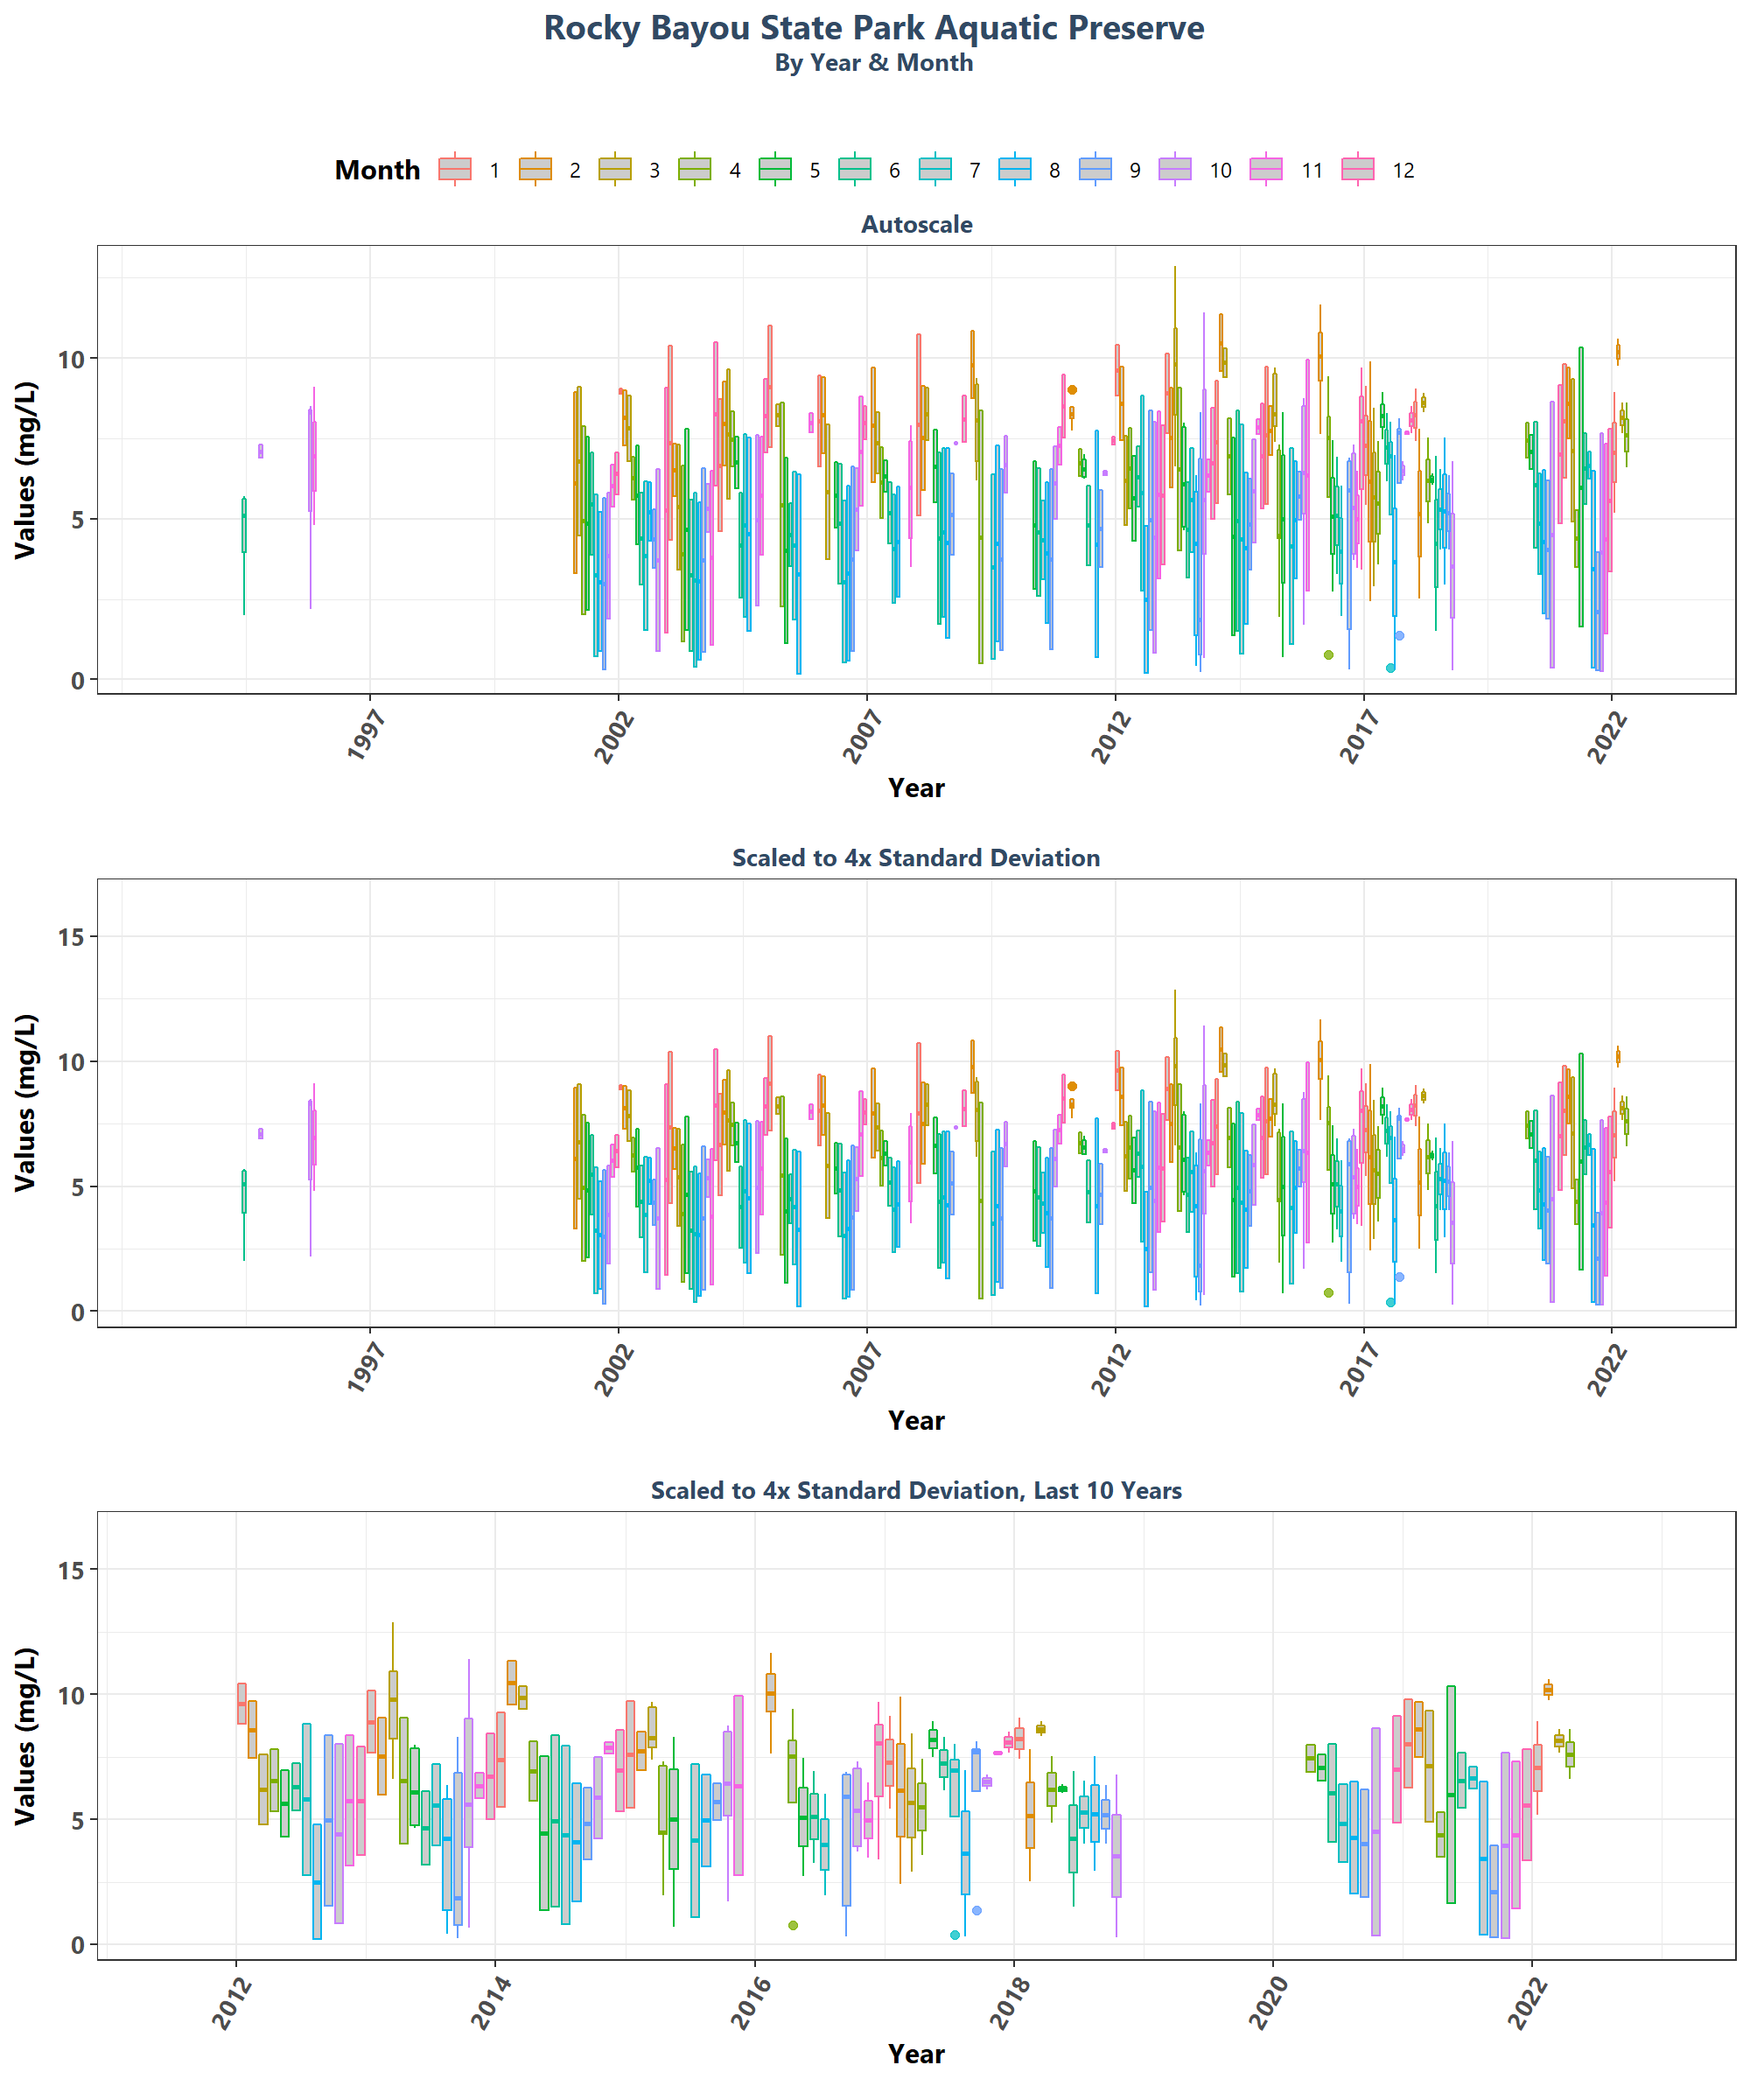 Rocky Bayou State Park Aquatic Preserve
By Year & Month
Month 1 2 3 4 5 6 7 8 9 10 11 12
Autoscale
Values (mg/L)
10
5
0
1997 2002 2007 2012 2017 2022
Year
Scaled to 4x Standard Deviation
Values (mg/L)
15
10
5
0
1997 2002 2007 2012 2017 2022
Year
Scaled to 4x Standard Deviation, Last 10 Years
Values (mg/L)
15
10
5
0
2012 2014 2016 2018 2020 2022
Year